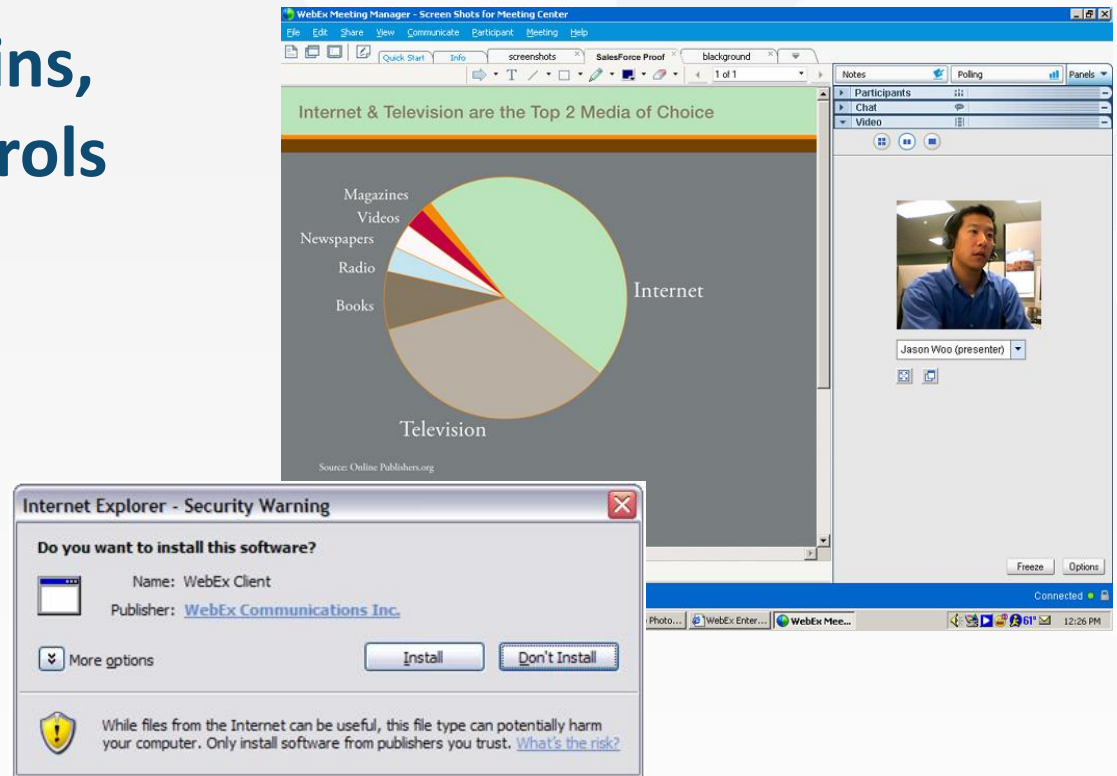 ins,
rols
WebEx Meeting Manager - Screen Shots for Meeting Center
File Edit Share View Communicate Participant Meeting Help
Quick Start Info screenshots SalesForce Proof blackground
T 1 of 1
Notes Polling Panels
Participants
Chat
Video
Internet & Television are the Top 2 Media of Choice
Magazines
Videos
Newspapers
Radio
Books
Internet
Television
Source: Online Publishers.org
Jason Woo (presenter)
Freeze Options
Connected
Photo... WebEx Enter... WebEx Mee... 61° 12:26 PM
Internet Explorer - Security Warning
Do you want to install this software?
Name: WebEx Client
Publisher: WebEx Communications Inc.
More options Install Don't Install
While files from the Internet can be useful, this file type can potentially harm
your computer. Only install software from publishers you trust. What's the risk?